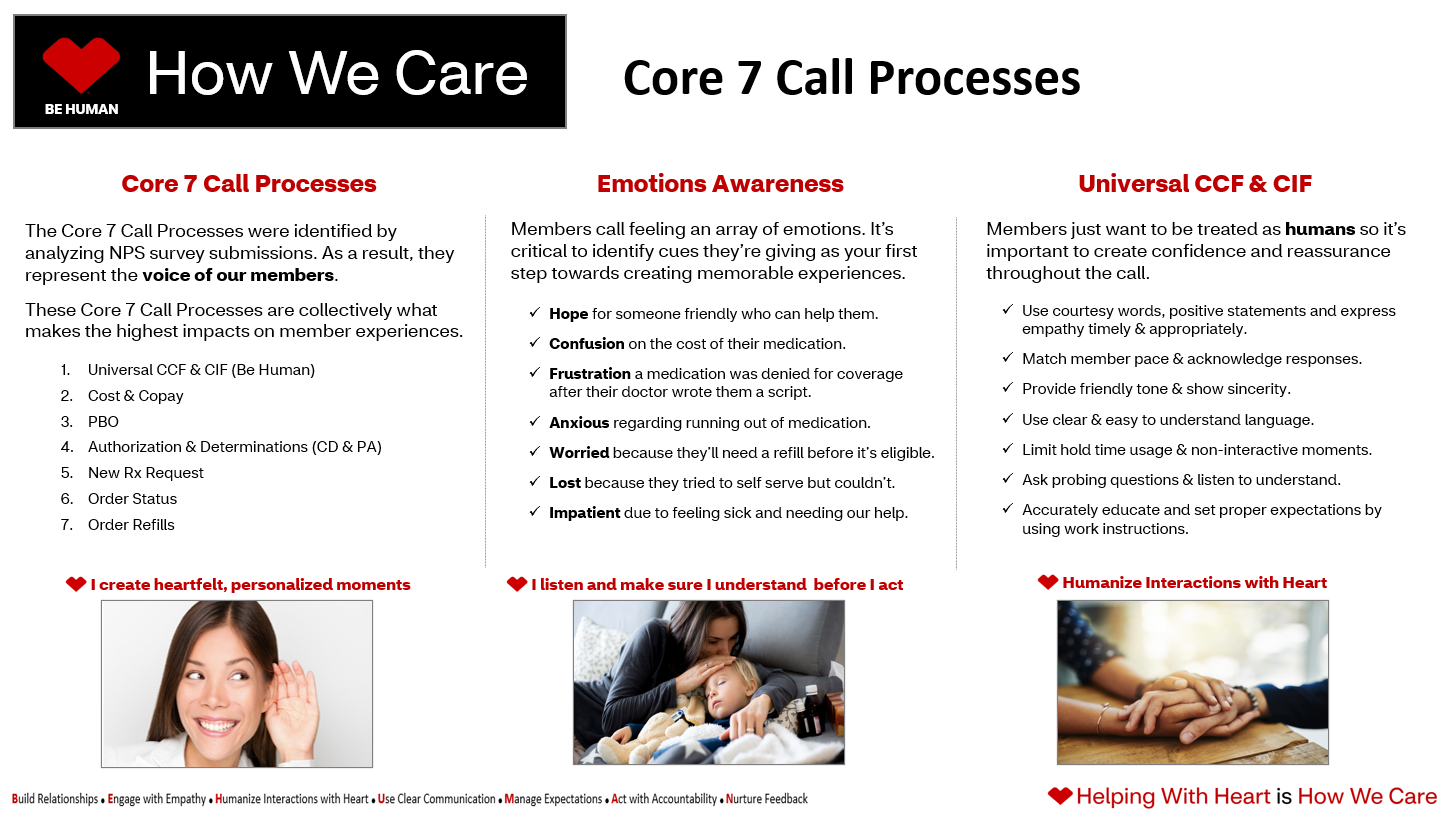 BE HUMAN
How We Care
Core 7 Call Processes
Core 7 Call Processes
The Core 7 Call Processes were identified by
analyzing NPS survey submissions. As a result, they
represent the voice of our members.
These Core 7 Call Processes are collectively what
makes the highest impacts on member experiences.
1. Universal CCF & CIF (Be Human)
2. Cost & Copay
3. PBO
4. Authorization & Determinations (CD & PA)
5. New Rx Request
6. Order Status
7. Order Refills
I create heartfelt, personalized moments
Emotions Awareness
Members call feeling an array of emotions. It’s
critical to identify cues they’re giving as your first
step towards creating memorable experiences.
✓ Hope for someone friendly who can help them.
✓ Confusion on the cost of their medication.
✓ Frustration a medication was denied for coverage
after their doctor wrote them a script.
✓ Anxious regarding running out of medication.
✓ Worried because they’ll need a refill before it’s eligible.
✓ Lost because they tried to self serve but couldn’t.
✓ Impatient due to feeling sick and needing our help.
I listen and make sure I understand before I act
Universal CCF & CIF
Members just want to be treated as humans so it’s
important to create confidence and reassurance
throughout the call.
✓ Use courtesy words, positive statements and express
empathy timely & appropriately.
✓ Match member pace & acknowledge responses.
✓ Provide friendly tone & show sincerity.
✓ Use clear & easy to understand language.
✓ Limit hold time usage & non-interactive moments.
✓ Ask probing questions & listen to understand.
✓ Accurately educate and set proper expectations by
using work instructions.
Humanize Interactions with Heart
Build Relationships • Engage with Empathy • Humanize Interactions with Heart • Use Clear Communication • Manage Expectations • Act with Accountability • Nurture Feedback
Helping With Heart is How We Care